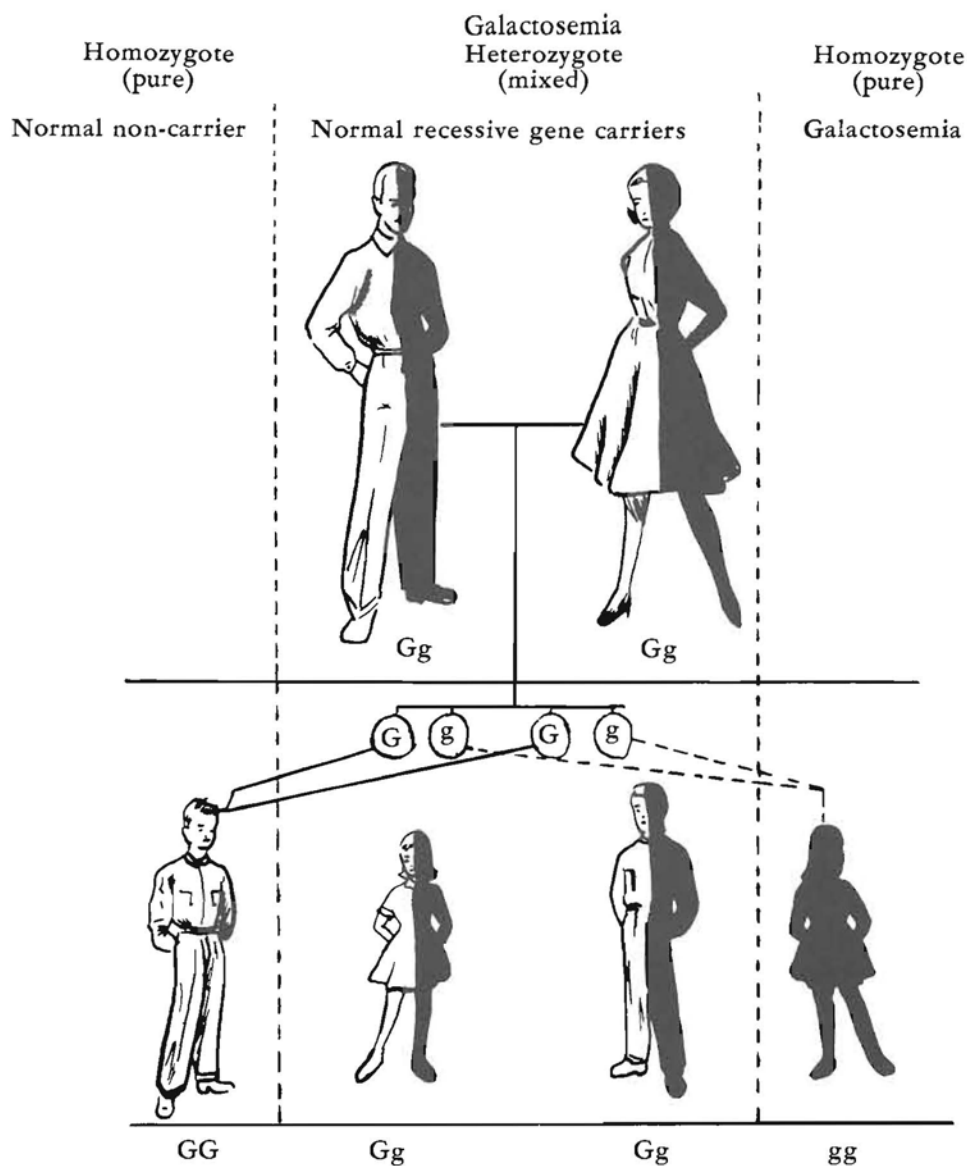 Homozygote
(pure)
Normal non-carrier
Galactosemia
Heterozygote
(mixed)
Normal recessive gene carriers
Homozygote
(pure)
Galactosemia
Gg Gg
G g G g
GG Gg Gg gg